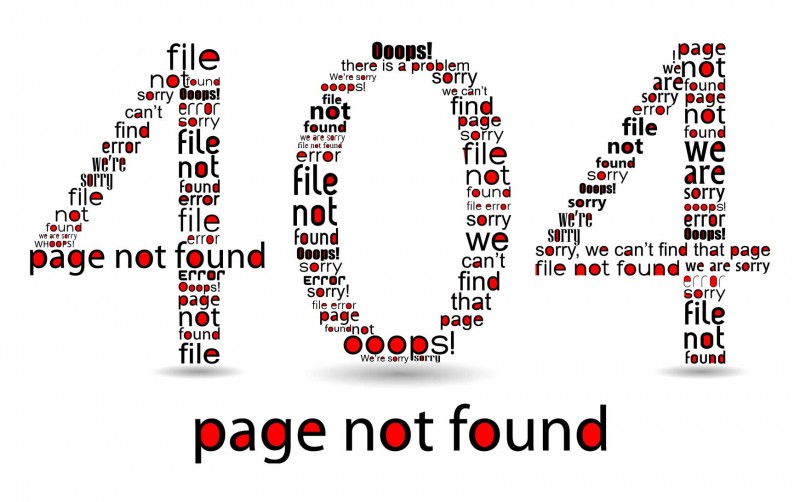 file
not found
sorry Ooops!
can't error
find sorry
error file
we're not
sorry found
file error
not file
found error
we are sorry
WHOOPS!
page not found
Error
Ooops!
page
not
found
file
Ooops!
there is a problem
We're sorry sorry
ooops! we can't
file find
not page
found sorry
we are sorry file
file not found not
error found
file file error
not sorry
found we
Ooops! can't
sorry find
Error that
sorry! page
file error
page
found not
ooops!
We're sorry sorry
page
! we not
are found
sorry page
error not
file found
not we
found are
sorry sorry
Ooops! ooops!
sorry error
we're Ooops!
sorry
sorry, we can't find that page
file not found we are sorry
error
sorry
file
not
found
page not found